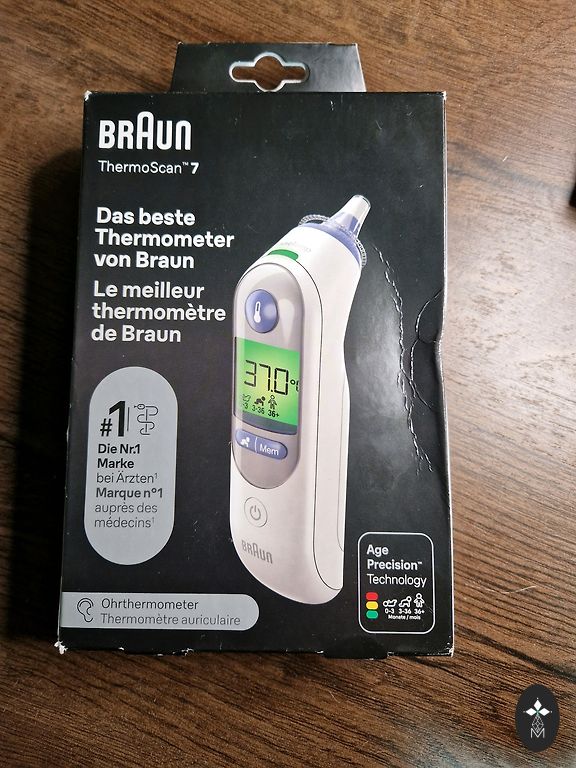 BRAUN
ThermoScan™ 7
Das beste
Thermometer
von Braun
Le meilleur
thermomètre
de Braun
37.0°C
0-3 3-36 36+
Mem
BRAUN
#1
Die Nr.1
Marke
bei Ärzten¹
Marque n°1
auprès des
médecins¹
Age
Precision™
Technology
0-3 3-36 36+
Monate / mois
Ohrthermometer
Thermomètre auriculaire
M